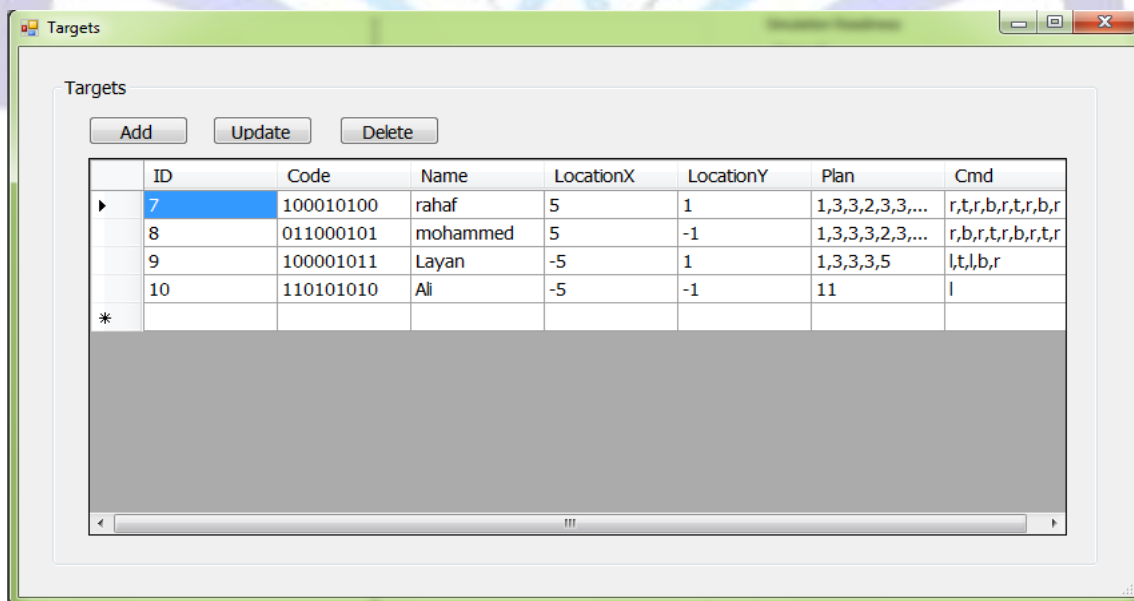 Targets
Targets
Add Update Delete
ID Code Name LocationX LocationY Plan Cmd
7 100010100 rahaf 5 1 1,3,3,2,3,3,... r,t,r,b,r,t,r,b,r
8 011000101 mohammed 5 -1 1,3,3,3,2,3,... r,b,r,t,r,b,r,t,r
9 100001011 Layan -5 1 1,3,3,3,5 l,t,l,b,r
10 110101010 Ali -5 -1 11 l